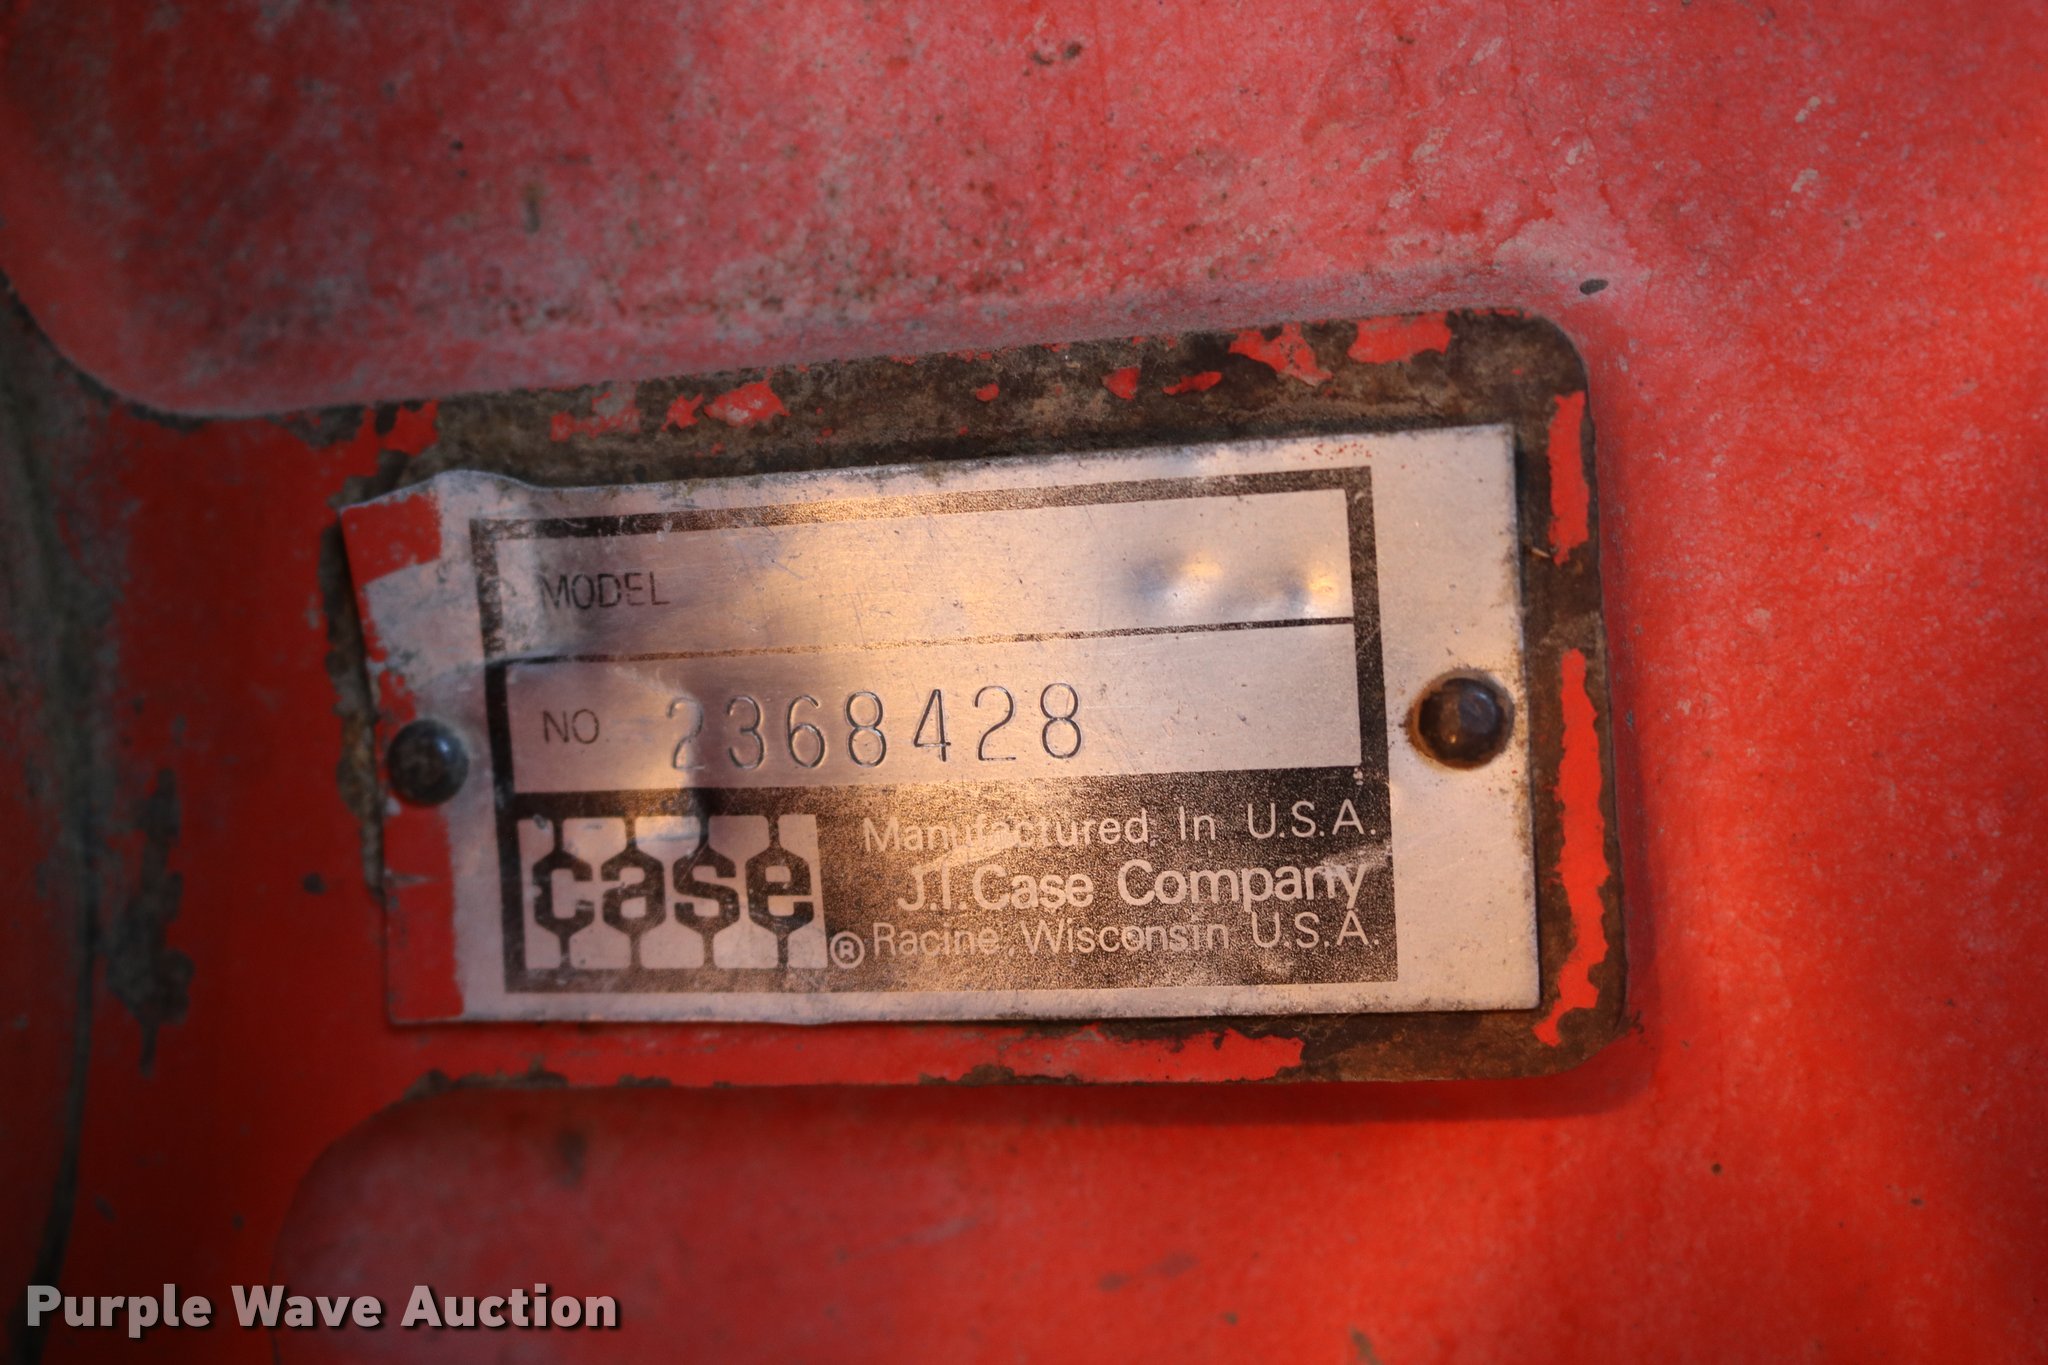 MODEL
NO. 2368428
case
Manufactured In U.S.A.
J.I. Case Company
® Racine, Wisconsin U.S.A.
Purple Wave Auction